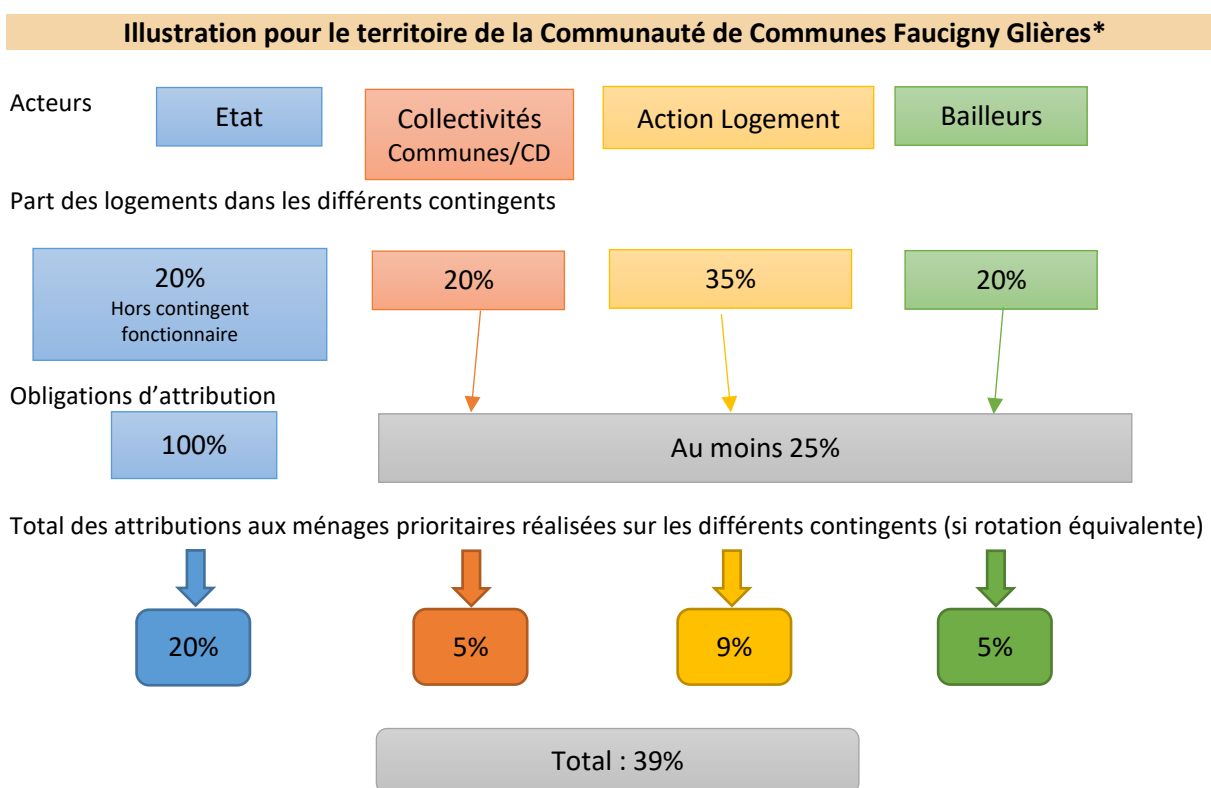 Illustration pour le territoire de la Communauté de Communes Faucigny Glières*
Acteurs
Etat
Collectivités
Communes/CD
Action Logement
Bailleurs
Part des logements dans les différents contingents
20%
Hors contingent
fonctionnaire
20%
35%
20%
Obligations d’attribution
100%
Au moins 25%
Total des attributions aux ménages prioritaires réalisées sur les différents contingents (si rotation équivalente)
20%
5%
9%
5%
Total : 39%